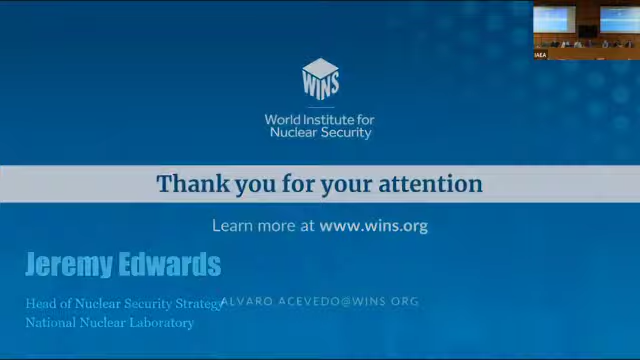 IAEA
WINS
World Institute for
Nuclear Security
Thank you for your attention
Learn more at www.wins.org
Jeremy Edwards
Head of Nuclear Security Strategy
ALVARO.ACEVEDO@WINS.ORG
National Nuclear Laboratory